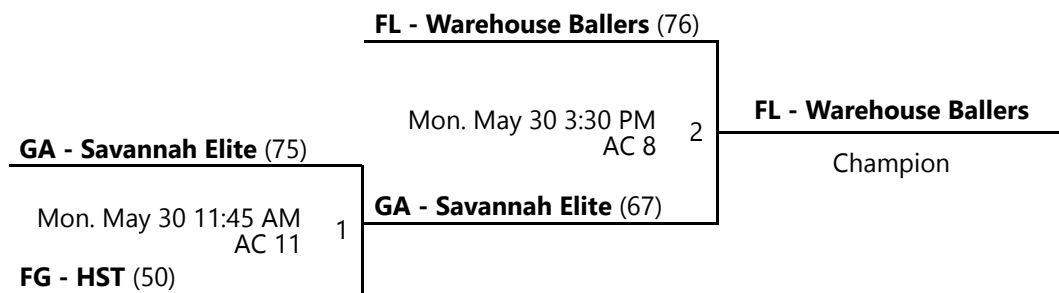 FL - Warehouse Ballers (76)
Mon. May 30 3:30 PM
AC 8
2
FL - Warehouse Ballers
Champion
GA - Savannah Elite (75)
Mon. May 30 11:45 AM
AC 11
1
GA - Savannah Elite (67)
FG - HST (50)